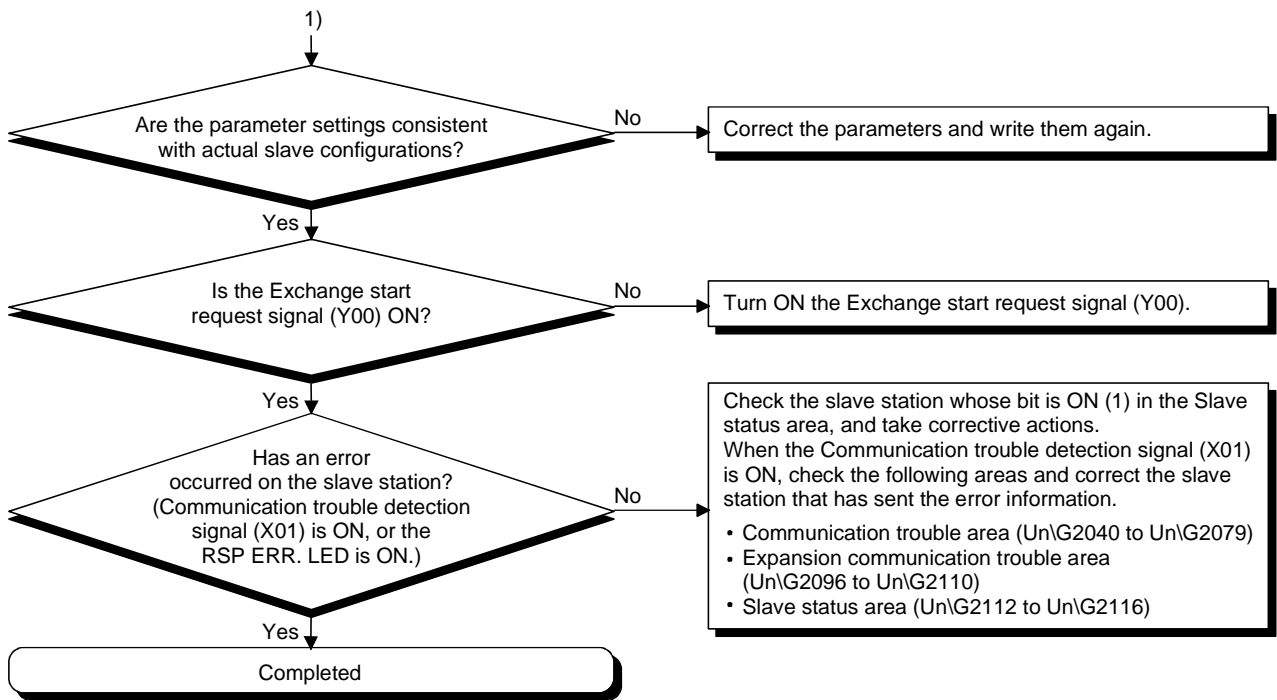 1)
Are the parameter settings consistent
with actual slave configurations?
No
Correct the parameters and write them again.
Yes
Is the Exchange start
request signal (Y00) ON?
No
Turn ON the Exchange start request signal (Y00).
Yes
Has an error
occurred on the slave station?
(Communication trouble detection
signal (X01) is ON, or the
RSP ERR. LED is ON.)
No
Check the slave station whose bit is ON (1) in the Slave
status area, and take corrective actions.
When the Communication trouble detection signal (X01)
is ON, check the following areas and correct the slave
station that has sent the error information.
• Communication trouble area (Un\G2040 to Un\G2079)
• Expansion communication trouble area
(Un\G2096 to Un\G2110)
• Slave status area (Un\G2112 to Un\G2116)
Yes
Completed